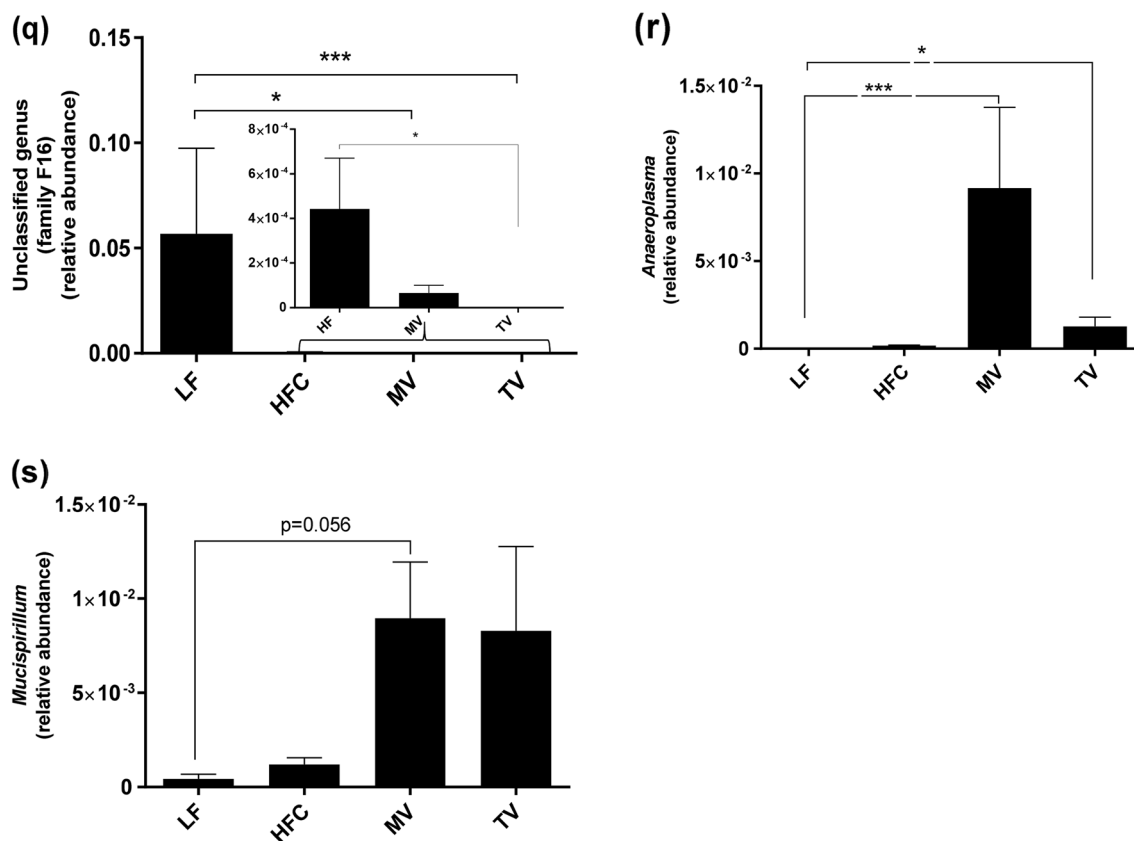 (q)
Unclassified genus
(family F16)
(relative abundance)
0.15
0.10
0.05
0.00
***
*
8×10⁻⁴
6×10⁻⁴
4×10⁻⁴
2×10⁻⁴
0
*
HF
MV
TV
LF
HFC
MV
TV
(r)
Anaeroplasma
(relative abundance)
1.5×10⁻²
1×10⁻²
5×10⁻³
0
*
***
LF
HFC
MV
TV
(s)
Mucispirillum
(relative abundance)
1.5×10⁻²
1×10⁻²
5×10⁻³
0
p=0.056
LF
HFC
MV
TV